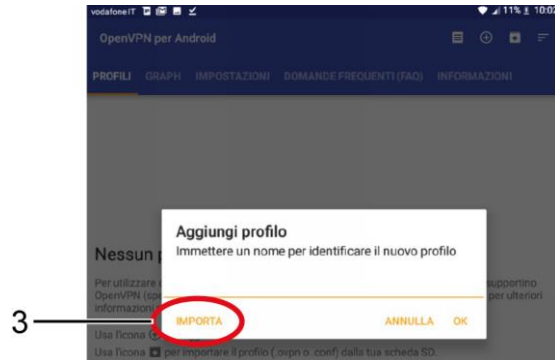 vodafone IT 11% 10:02
OpenVPN per Android
PROFILI GRAPH IMPOSTAZIONI DOMANDE FREQUENTI (FAQ) INFORMAZIONI
Aggiungi profilo
Immettere un nome per identificare il nuovo profilo
Nessun p
Per utilizzare supportino
OpenVPN (spe per ulteriori
informazioni
3
IMPORTA ANNULLA OK
Usa l'icona
Usa l'icona per importare il profilo (.ovpn o .conf) dalla tua scheda SD.